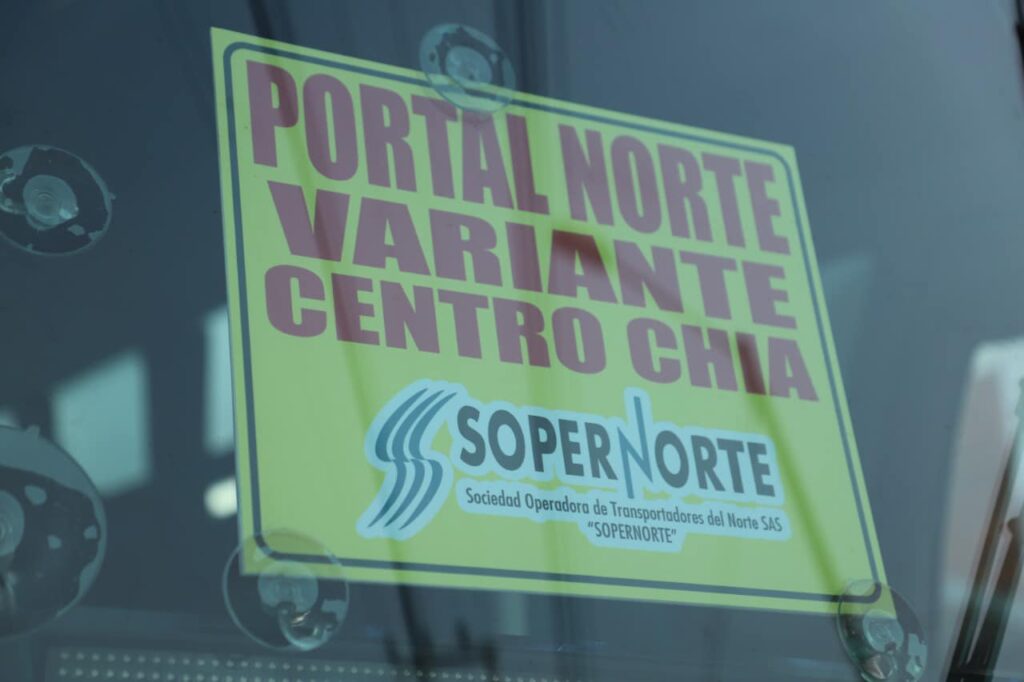 PORTAL NORTE
VARIANTE
CENTRO CHIA
SOPERNORTE
Sociedad Operadora de Transportadores del Norte SAS
"SOPERNORTE"